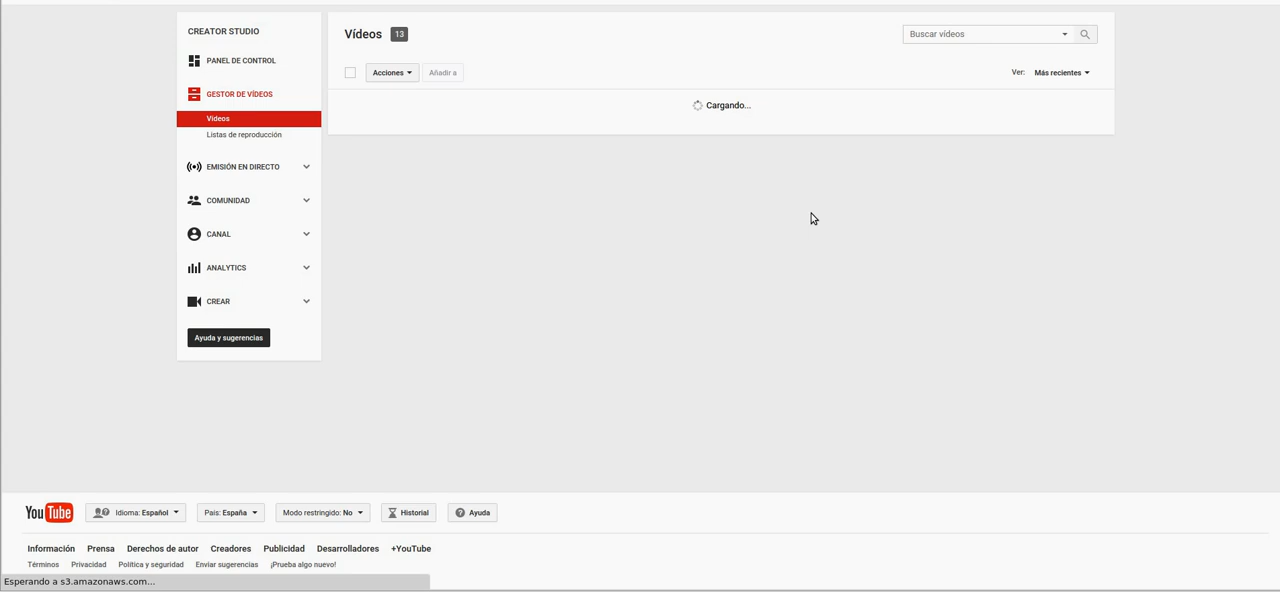 CREATOR STUDIO
PANEL DE CONTROL
GESTOR DE VÍDEOS
Vídeos
Listas de reproducción
EMISIÓN EN DIRECTO
COMUNIDAD
CANAL
ANALYTICS
CREAR
Ayuda y sugerencias
Vídeos 13
Buscar vídeos
Acciones Añadir a
Ver: Más recientes
Cargando...
YouTube Idioma: Español País: España Modo restringido: No Historial Ayuda
Información Prensa Derechos de autor Creadores Publicidad Desarrolladores +YouTube
Términos Privacidad Política y seguridad Enviar sugerencias ¡Prueba algo nuevo!
Esperando a s3.amazonaws.com...